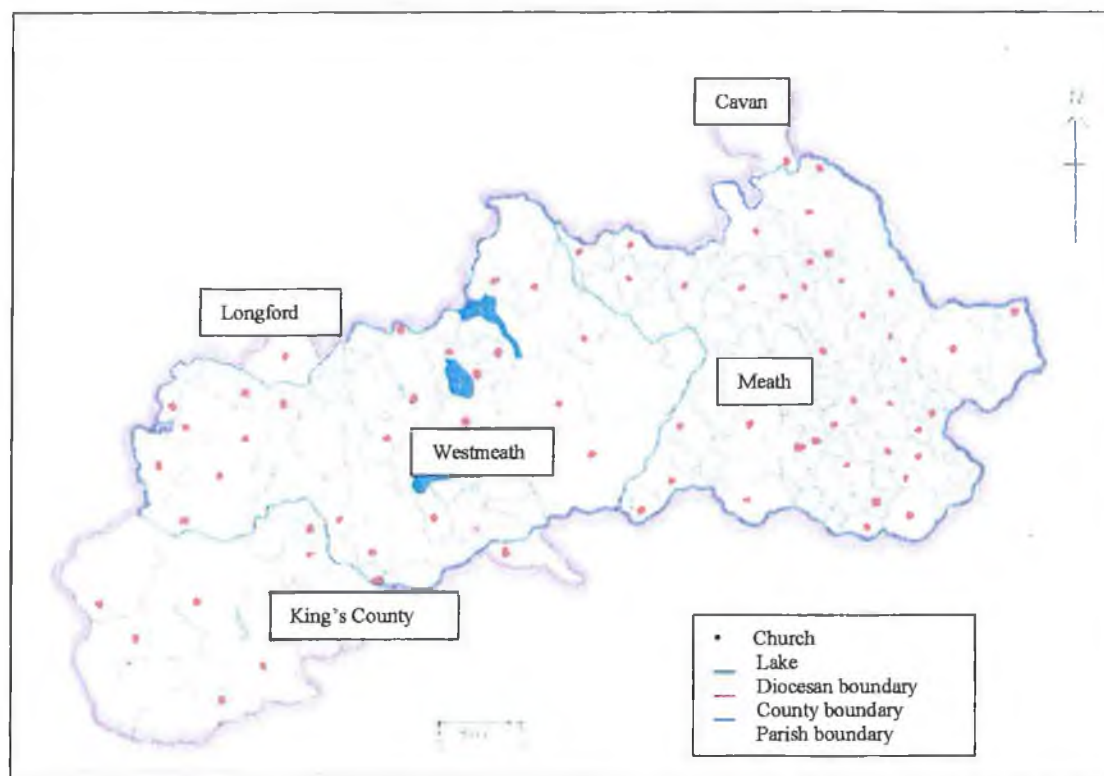 Cavan
Longford
Meath
Westmeath
King's County
Church
Lake
Diocesan boundary
County boundary
Parish boundary